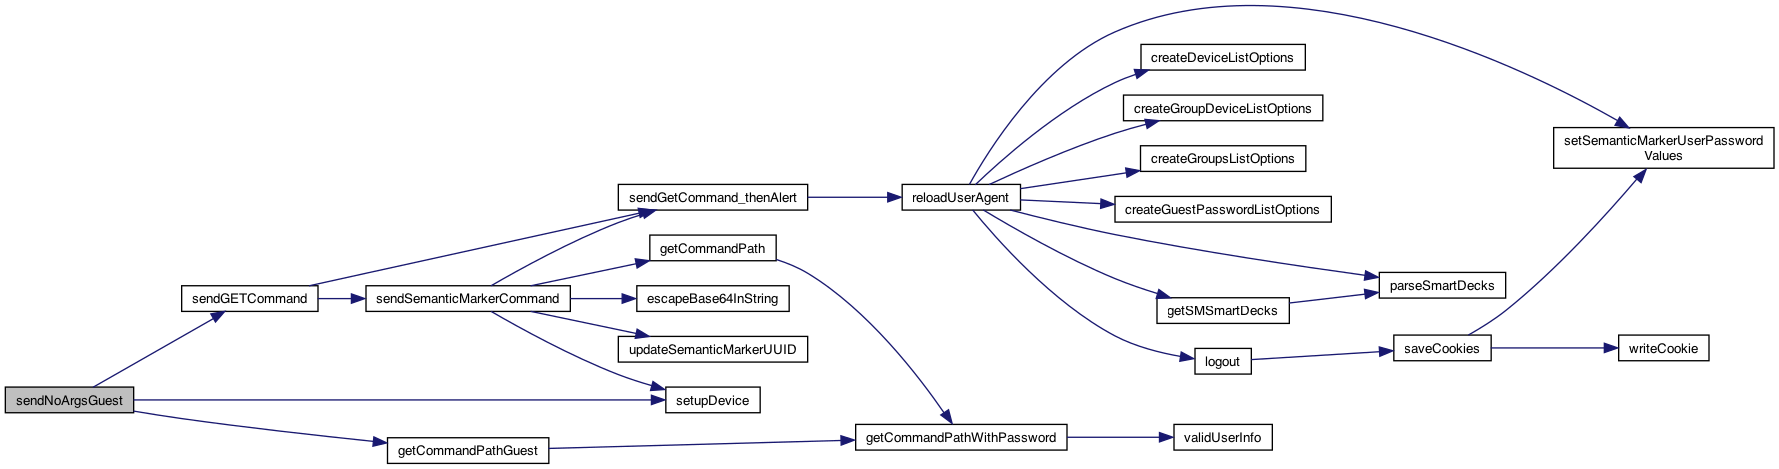 createDeviceListOptions
createGroupDeviceListOptions
setSemanticMarkerUserPassword
Values
createGroupsListOptions
sendGetCommand_thenAlert
reloadUserAgent
createGuestPasswordListOptions
getCommandPath
parseSmartDecks
sendGETCommand
sendSemanticMarkerCommand
escapeBase64InString
getSMSmartDecks
updateSemanticMarkerUUID
logout
saveCookies
writeCookie
sendNoArgsGuest
setupDevice
getCommandPathWithPassword
validUserInfo
getCommandPathGuest